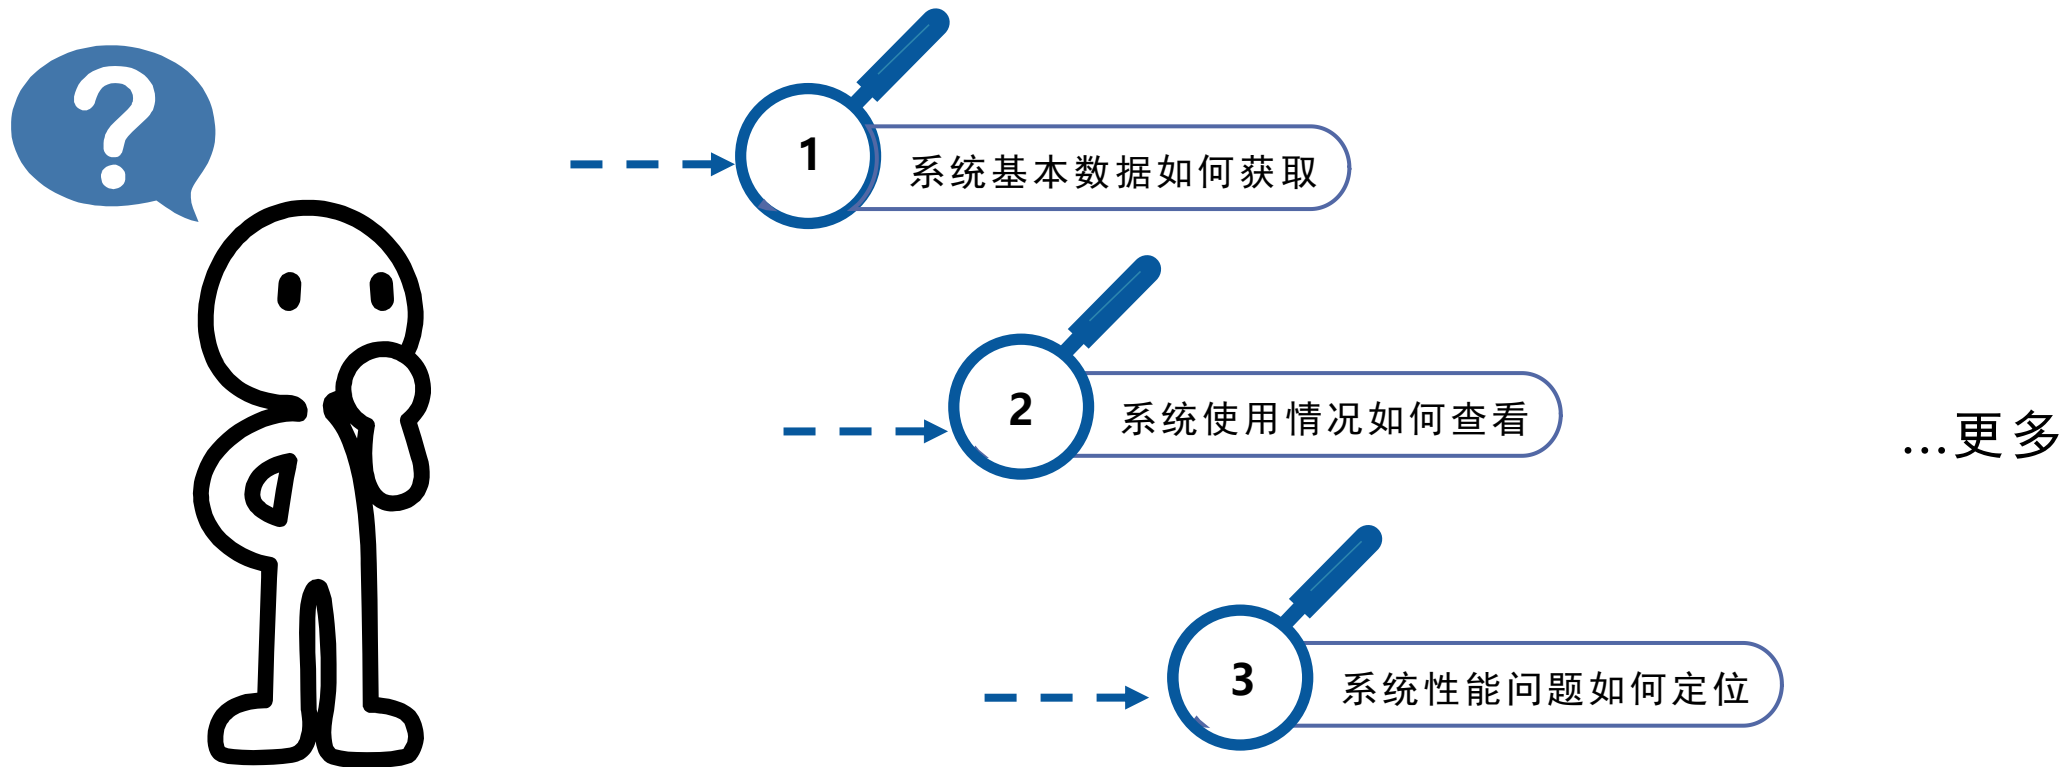 ?
1
系统基本数据如何获取
2
系统使用情况如何查看
...更多
3
系统性能问题如何定位